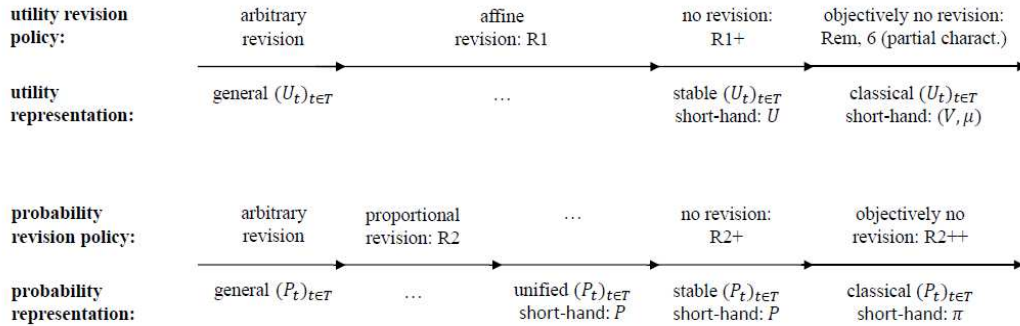 utility revision policy: arbitrary revision affine revision: R1 no revision: R1+ objectively no revision: Rem, 6 (partial charact.)
utility representation: general (U_t)_{t∈T} … stable (U_t)_{t∈T} short-hand: U classical (U_t)_{t∈T} short-hand: (V, μ)
probability revision policy: arbitrary revision proportional revision: R2 … no revision: R2+ objectively no revision: R2++
probability representation: general (P_t)_{t∈T} … unified (P_t)_{t∈T} short-hand: P stable (P_t)_{t∈T} short-hand: P classical (P_t)_{t∈T} short-hand: π